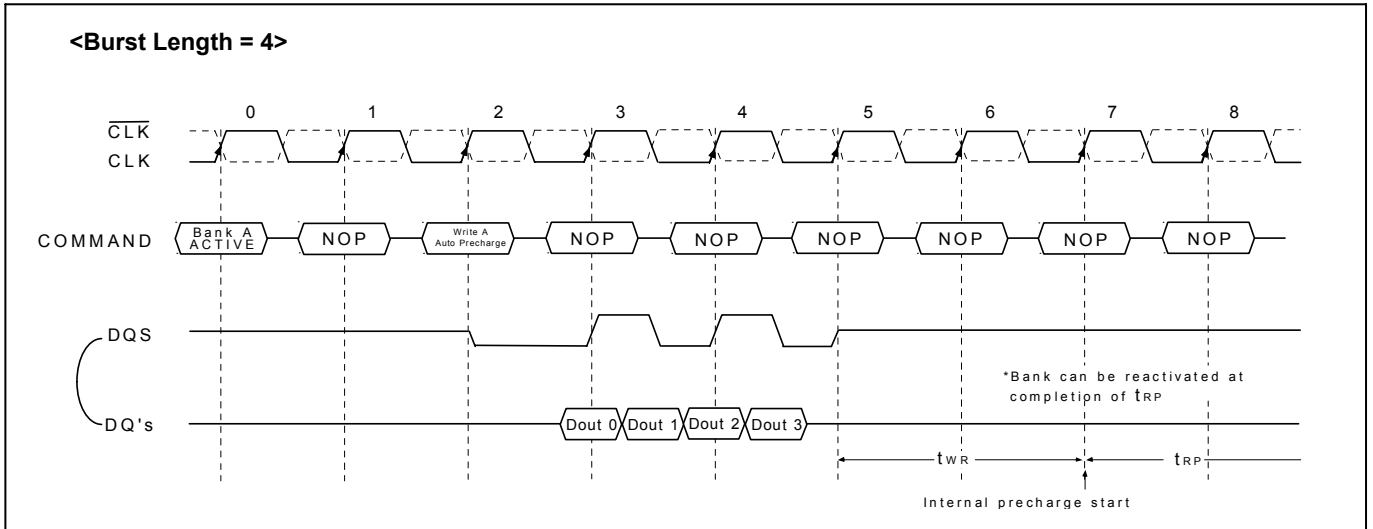 <Burst Length = 4>
0 1 2 3 4 5 6 7 8
CLK
CLK
COMMAND
Bank A
ACTIVE
NOP
Write A
Auto Precharge
NOP
NOP
NOP
NOP
NOP
NOP
DQS
*Bank can be reactivated at
completion of tRP
DQ's
Dout 0 Dout 1 Dout 2 Dout 3
tWR
tRP
Internal precharge start